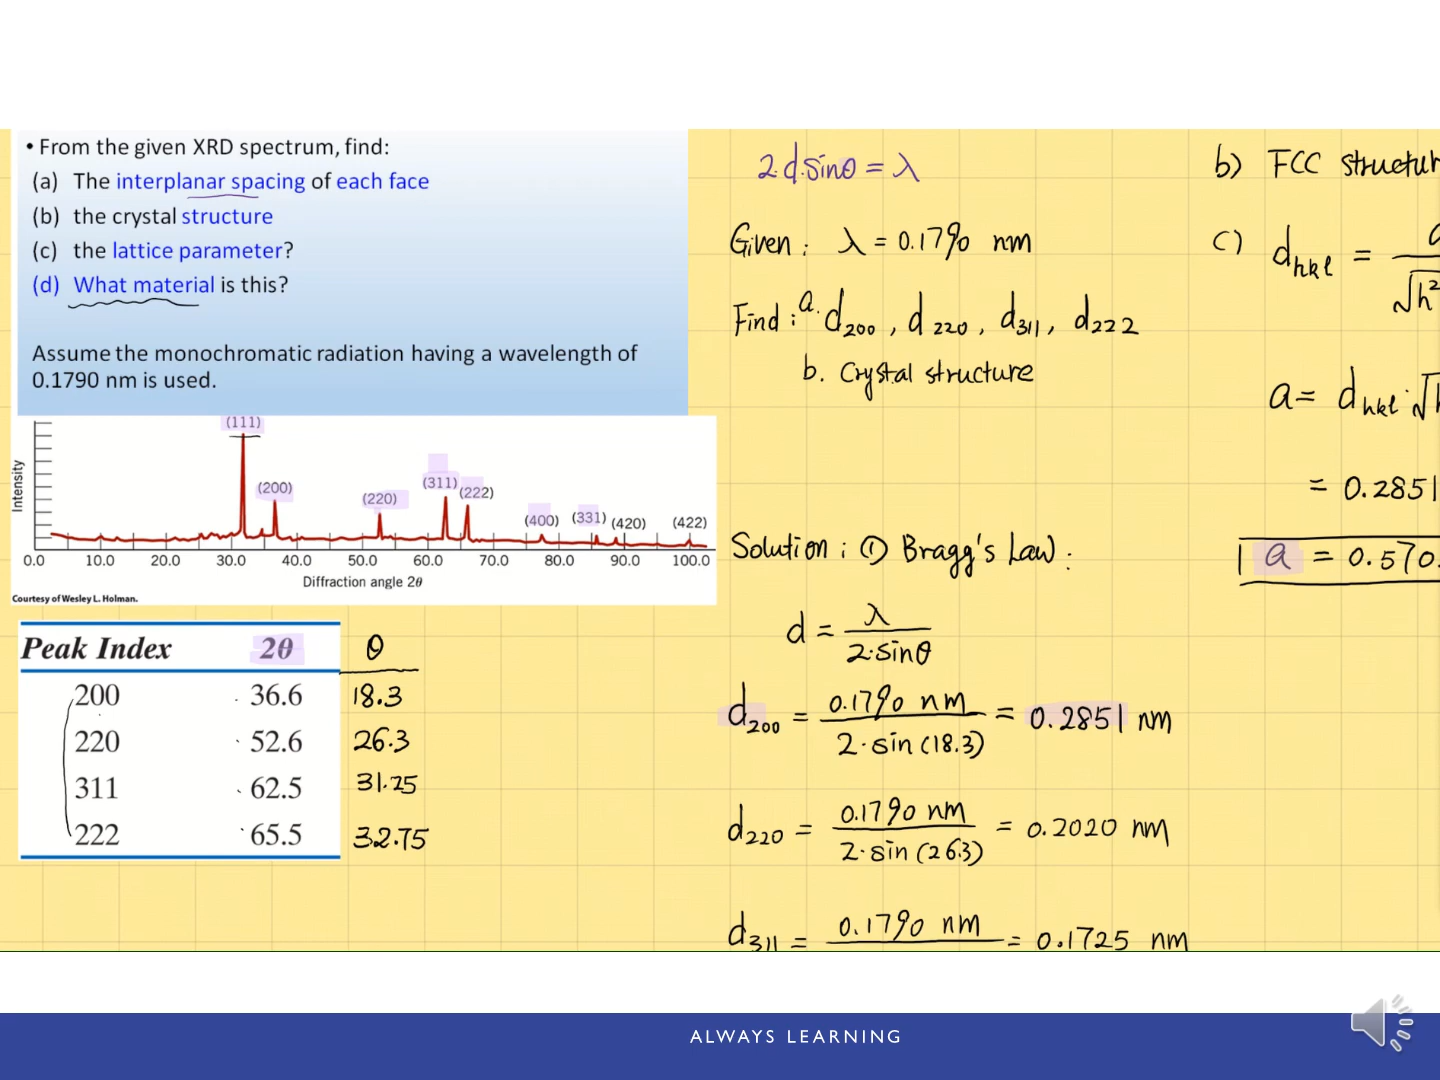 • From the given XRD spectrum, find:
(a) The interplanar spacing of each face
(b) the crystal structure
(c) the lattice parameter?
(d) What material is this?
Assume the monochromatic radiation having a wavelength of
0.1790 nm is used.
Intensity
(111)
(200)
(220)
(311)
(222)
(400)
(331)
(420)
(422)
0.0 10.0 20.0 30.0 40.0 50.0 60.0 70.0 80.0 90.0 100.0
Diffraction angle 2θ
Courtesy of Wesley L. Holman.
Peak Index 2θ θ
200 36.6 18.3
220 52.6 26.3
311 62.5 31.25
222 65.5 32.75
2·d·sinθ = λ
Given: λ = 0.1790 nm
Find: a. d200, d220, d311, d222
b. Crystal structure
Solution: ① Bragg's Law:
d = λ / 2·sinθ
d200 = 0.1790 nm / 2·sin(18.3) = 0.2851 nm
d220 = 0.1790 nm / 2·sin(26.3) = 0.2020 nm
d311 = 0.1790 nm = 0.1725 nm
b) FCC structur
c) dhkl = a / √h²
a = dhkl·√
= 0.2851
a = 0.570
ALWAYS LEARNING